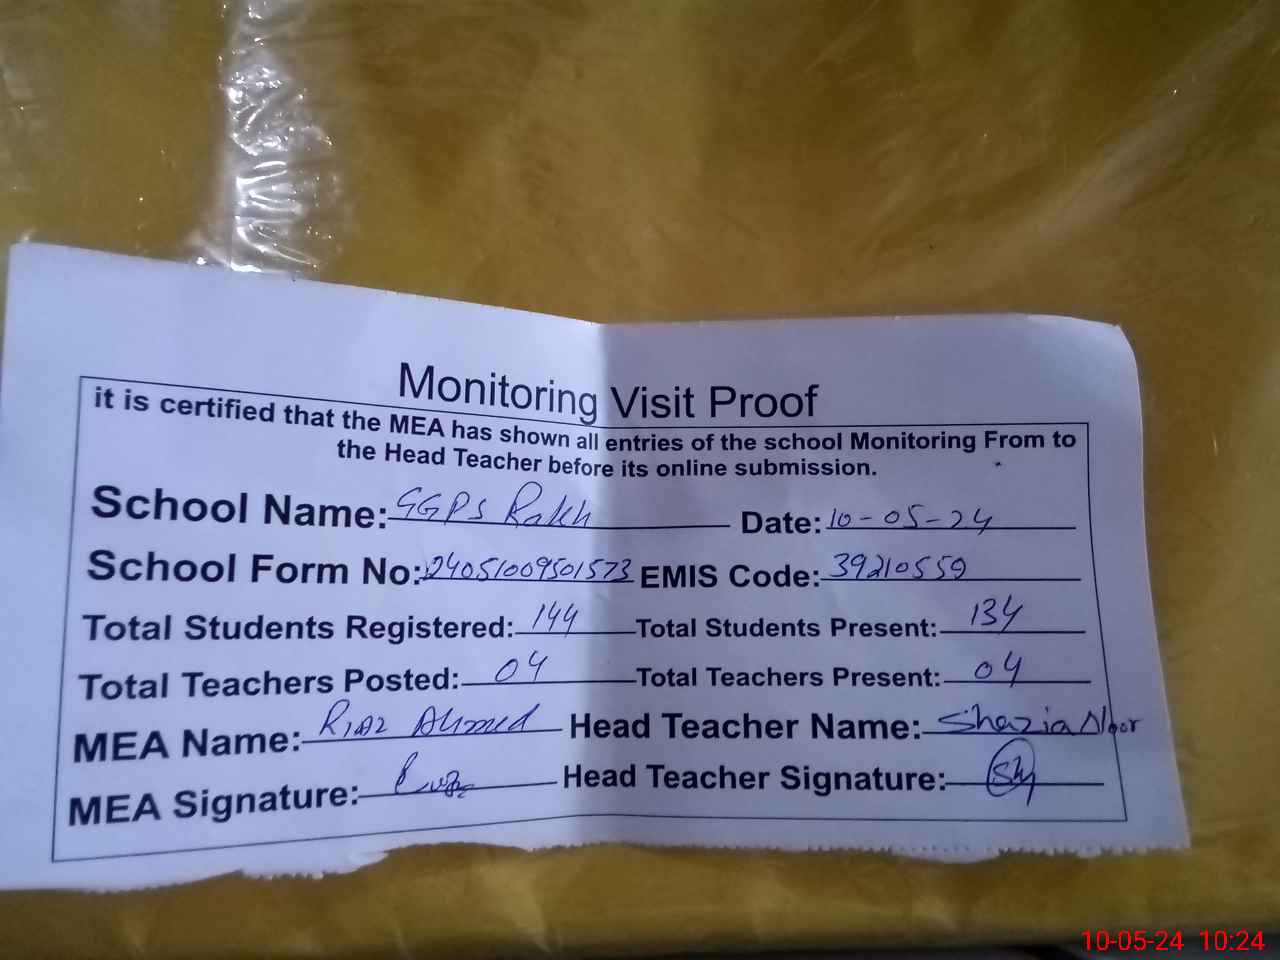 Monitoring Visit Proof
it is certified that the MEA has shown all entries of the school Monitoring From to
the Head Teacher before its online submission.
School Name: GGPS Rakh Date: 10-05-24
School Form No: 24051009501573 EMIS Code: 39210559
Total Students Registered: 144 Total Students Present: 134
Total Teachers Posted: 04 Total Teachers Present: 04
MEA Name: Riaz Ahmed Head Teacher Name: Shazia Noor
MEA Signature: Head Teacher Signature:
10-05-24 10:24